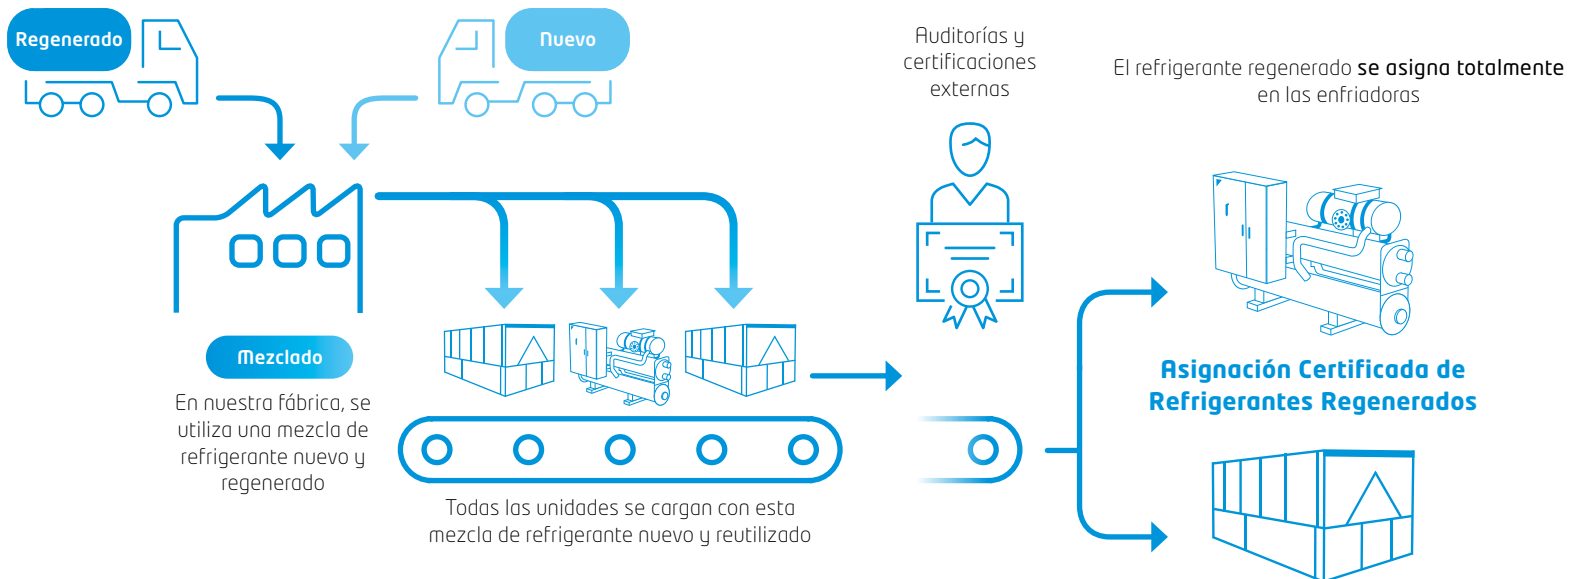 Regenerado
Nuevo
Mezclado
En nuestra fábrica, se
utiliza una mezcla de
refrigerante nuevo y
regenerado
Todas las unidades se cargan con esta
mezcla de refrigerante nuevo y reutilizado
Auditorías y
certificaciones
externas
El refrigerante regenerado se asigna totalmente
en las enfriadoras
Asignación Certificada de
Refrigerantes Regenerados